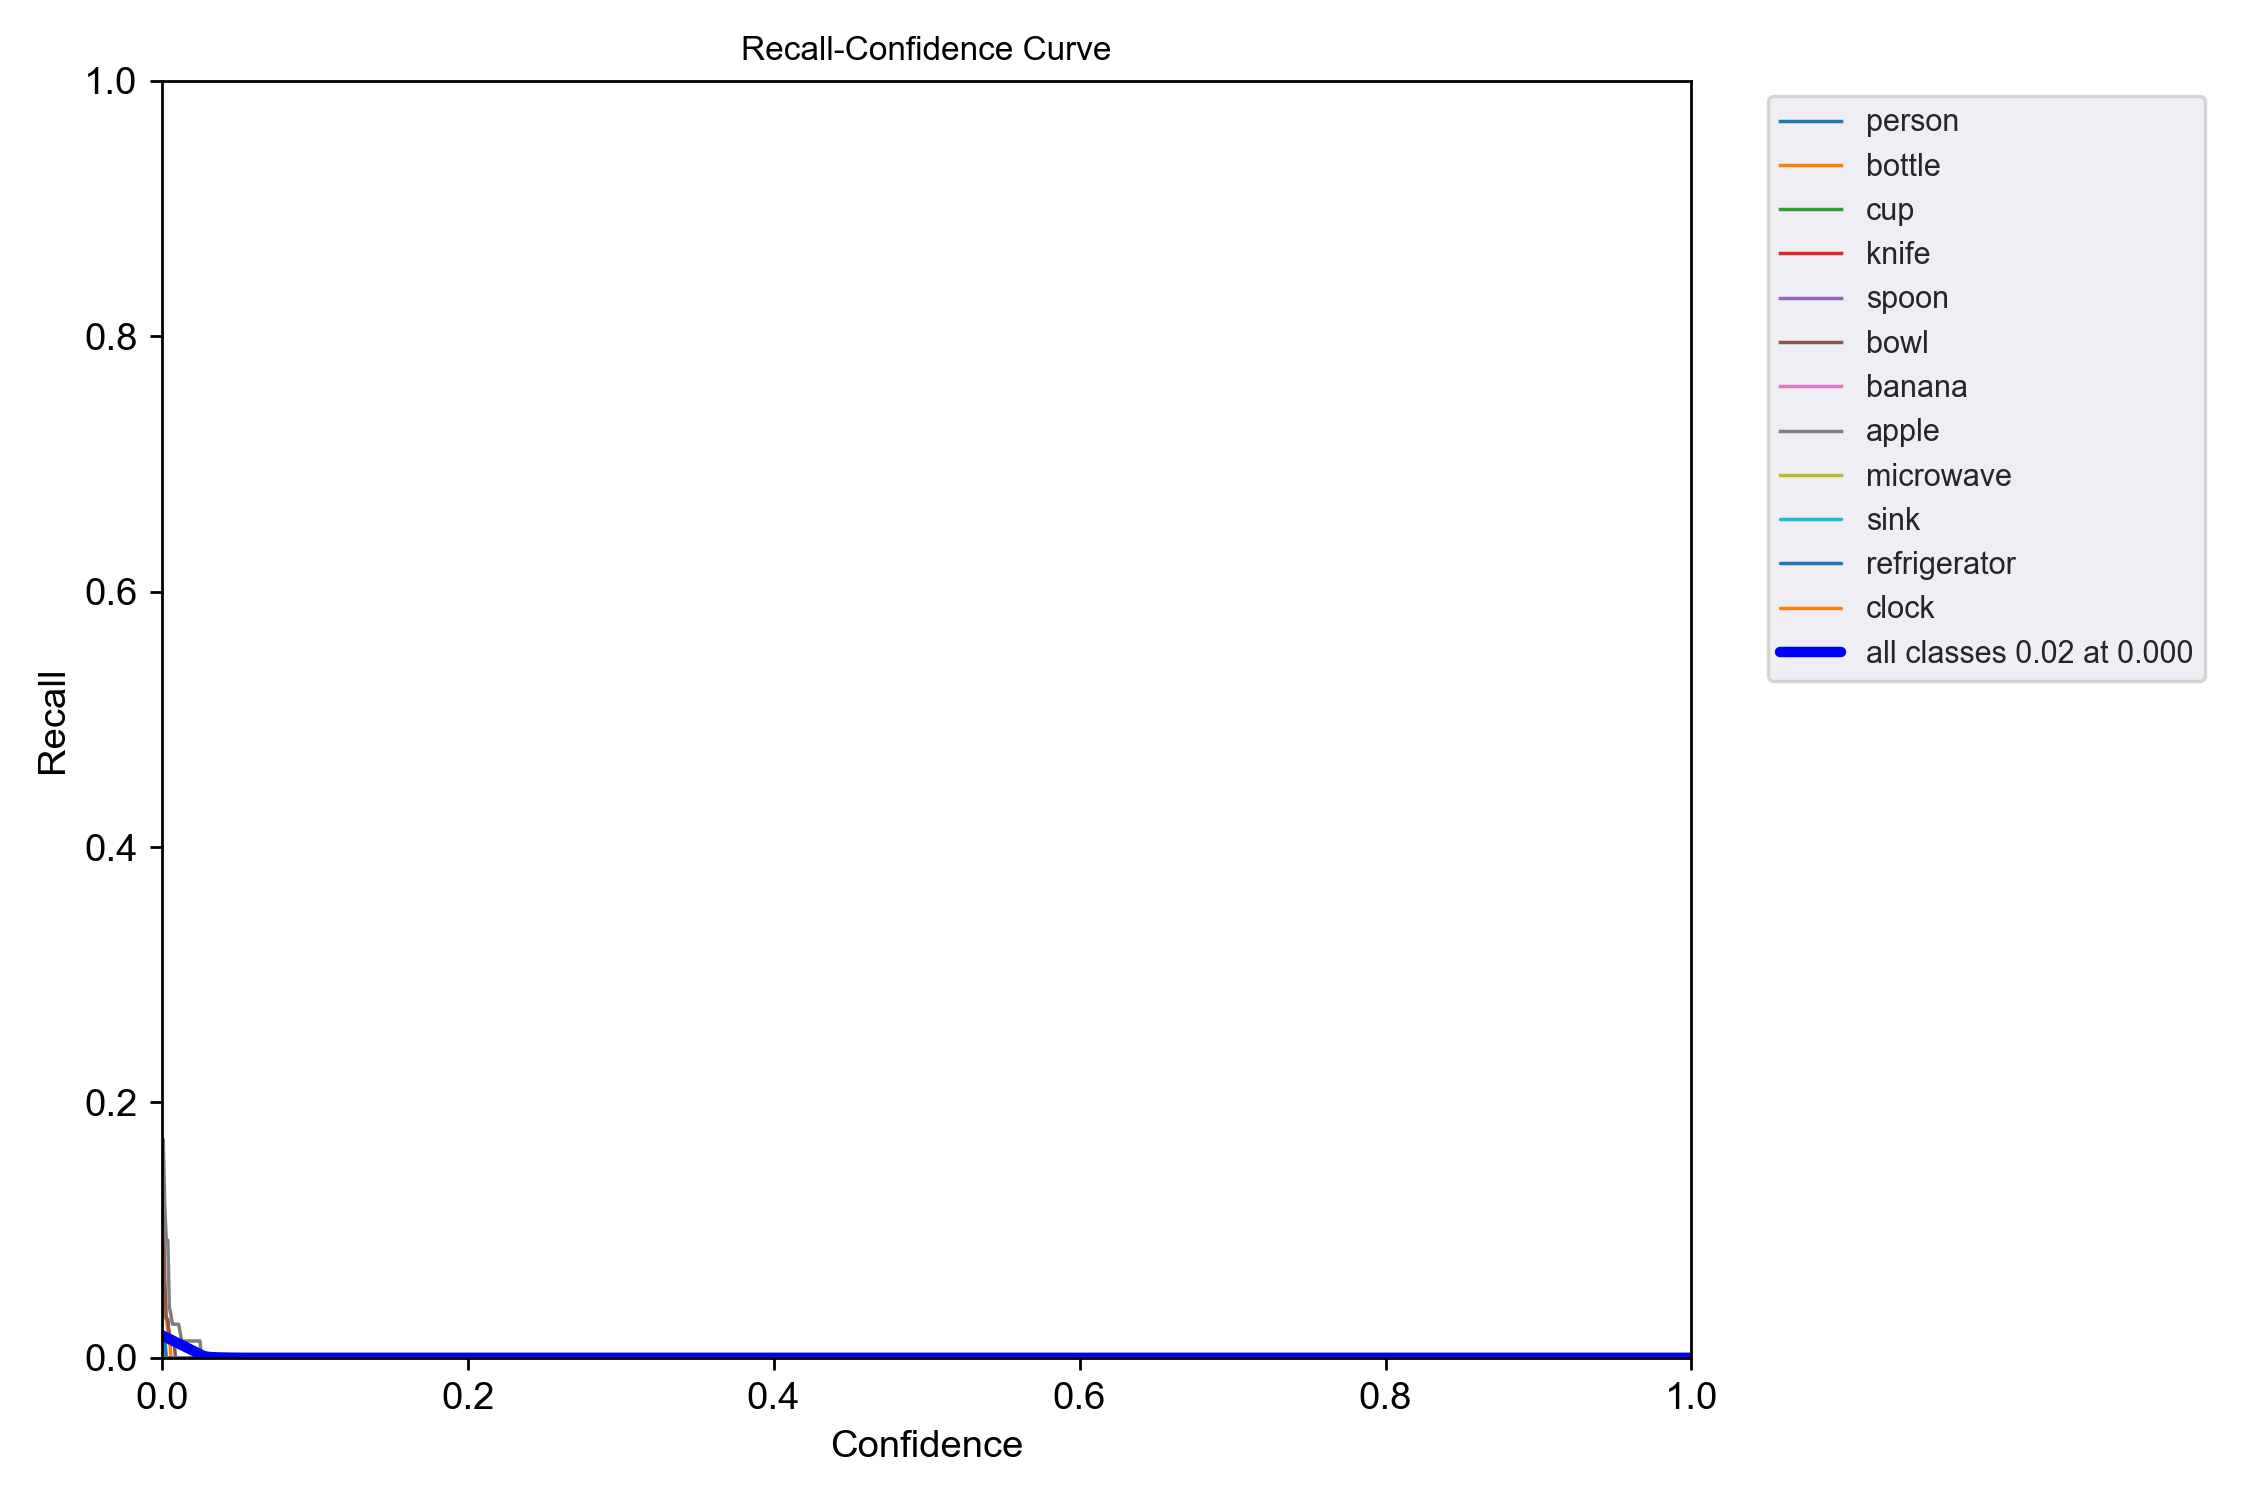 Recall-Confidence Curve
1.0
0.8
0.6
0.4
0.2
0.0
Recall
0.0 0.2 0.4 0.6 0.8 1.0
Confidence
person
bottle
cup
knife
spoon
bowl
banana
apple
microwave
sink
refrigerator
clock
all classes 0.02 at 0.000